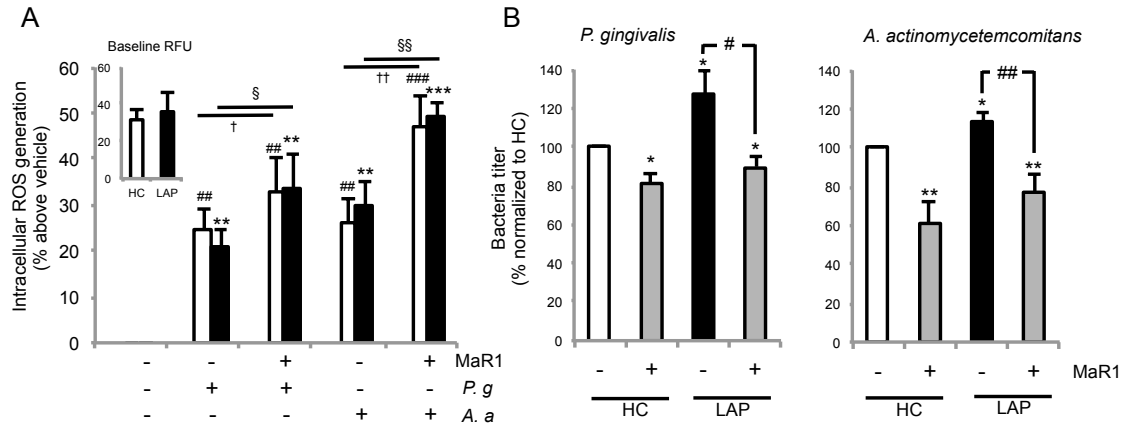 A
Baseline RFU
60
40
20
0
HC LAP
Intracellular ROS generation
(% above vehicle)
60
50
40
30
20
10
0
##
**
§
†
##
**
##
**
§§
††
###
***
- - + - + MaR1
- + + - - P. g
- - - + + A. a
B
P. gingivalis
Bacteria titer
(% normalized to HC)
140
120
100
80
60
40
20
0
*
*
#
*
- + - +
HC LAP
A. actinomycetemcomitans
140
120
100
80
60
40
20
0
**
*
##
**
- + - + MaR1
HC LAP